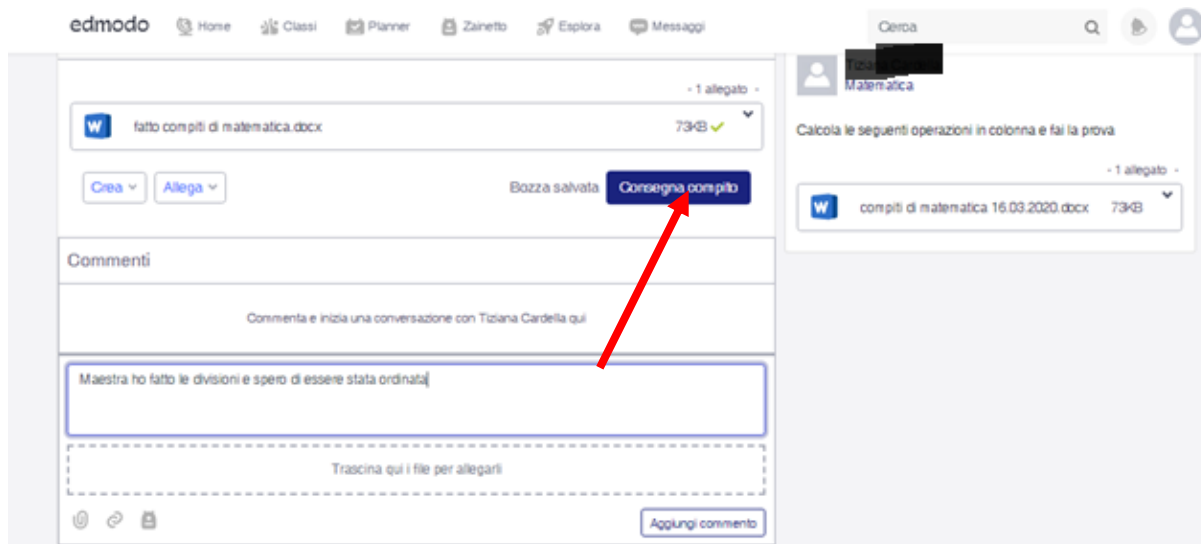 edmodo Home Classi Planner Zainetto Esplora Messaggi Cerca
- 1 allegato -
fatto compiti di matematica.docx 73KB
Crea Allega Bozza salvata Consegna compito
Commenti
Commenta e inizia una conversazione con Tiziana Cardella qui
Maestra ho fatto le divisioni e spero di essere stata ordinata
Trascina qui i file per allegarli
Aggiungi commento
Matematica
Calcola le seguenti operazioni in colonna e fai la prova
- 1 allegato -
compiti di matematica 16.03.2020.docx 73KB